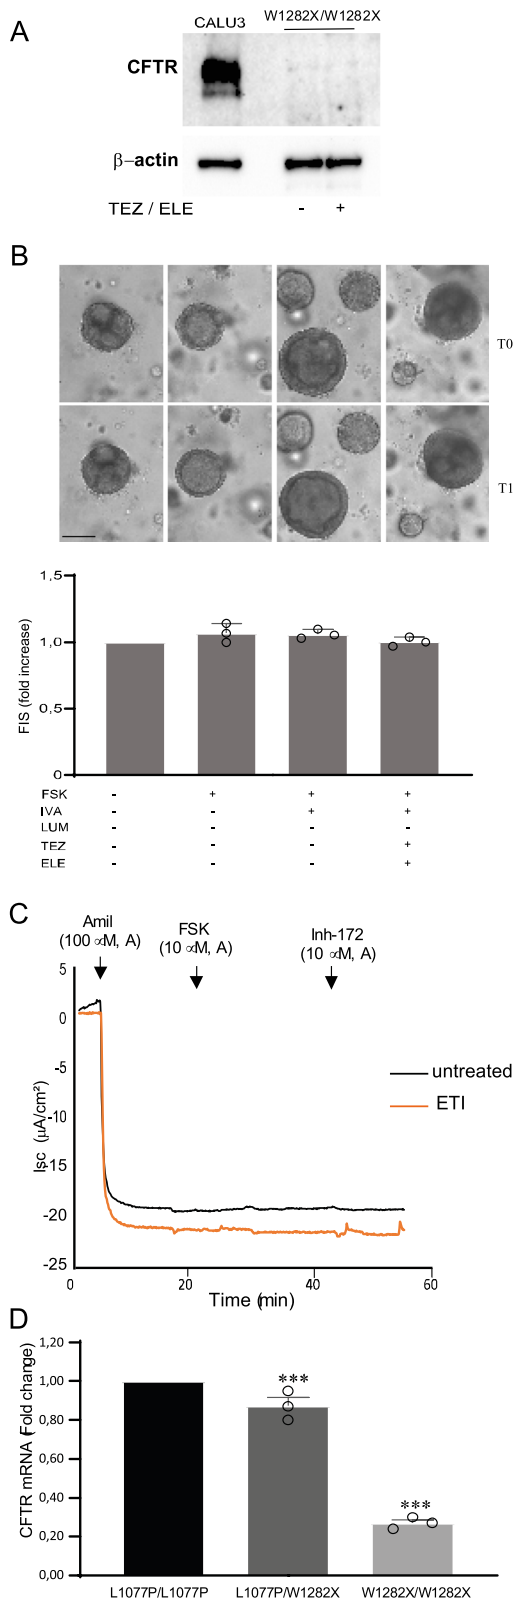 A
CALU3
W1282X/W1282X
CFTR
β–actin
TEZ / ELE - +
B
T0
T1
1,5
1,0
0,5
0
FIS (fold increase)
FSK - + + +
IVA - - + +
LUM - - - -
TEZ - - - +
ELE - - - +
C
Amil
(100 ∝M, A)
FSK
(10 ∝M, A)
Inh-172
(10 ∝M, A)
5
0
-5
-10
-15
-20
-25
Isc (µA/cm²)
untreated
ETI
0 20 40 60
Time (min)
D
1,20
1,00
0,80
0,60
0,40
0,20
0,00
CFTR mRNA (Fold change)
***
***
L1077P/L1077P L1077P/W1282X W1282X/W1282X